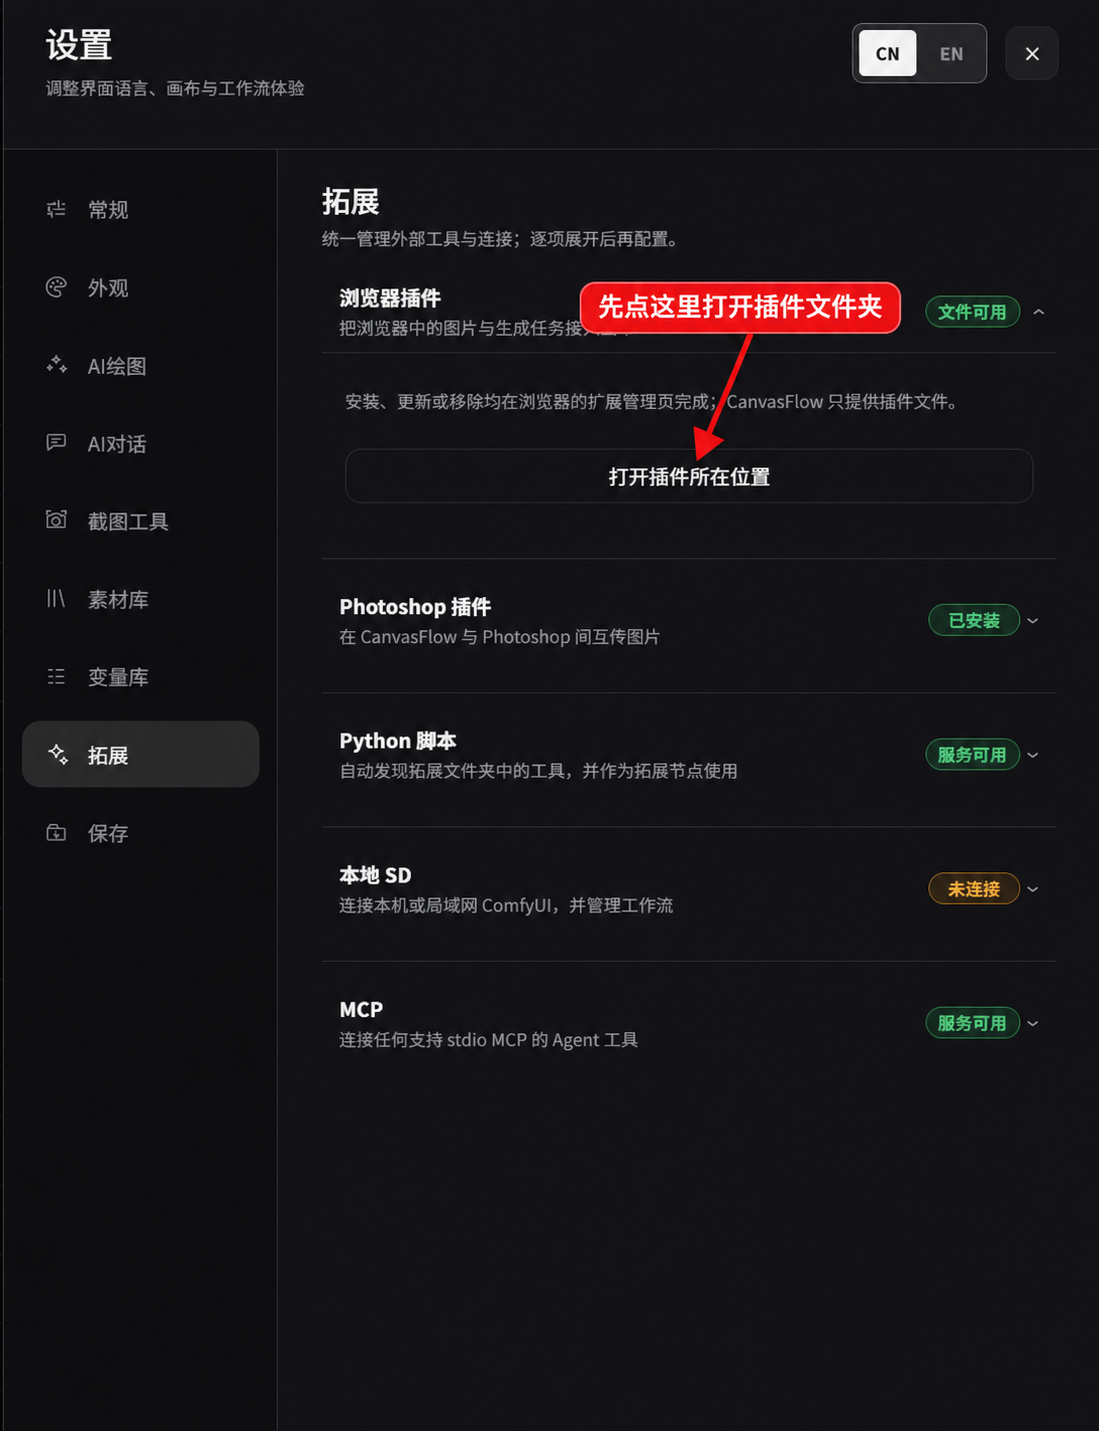 设置
CN
EN
×
调整界面语言、画布与工作流体验
常规
外观
AI绘图
AI对话
截图工具
素材库
变量库
拓展
保存
拓展
统一管理外部工具与连接；逐项展开后再配置。
浏览器插件
把浏览器中的图片与生成任务接
先点这里打开插件文件夹
文件可用
安装、更新或移除均在浏览器的扩展管理页完成；CanvasFlow 只提供插件文件。
打开插件所在位置
Photoshop 插件
在 CanvasFlow 与 Photoshop 间互传图片
已安装
Python 脚本
自动发现拓展文件夹中的工具，并作为拓展节点使用
服务可用
本地 SD
连接本机或局域网 ComfyUI，并管理工作流
未连接
MCP
连接任何支持 stdio MCP 的 Agent 工具
服务可用